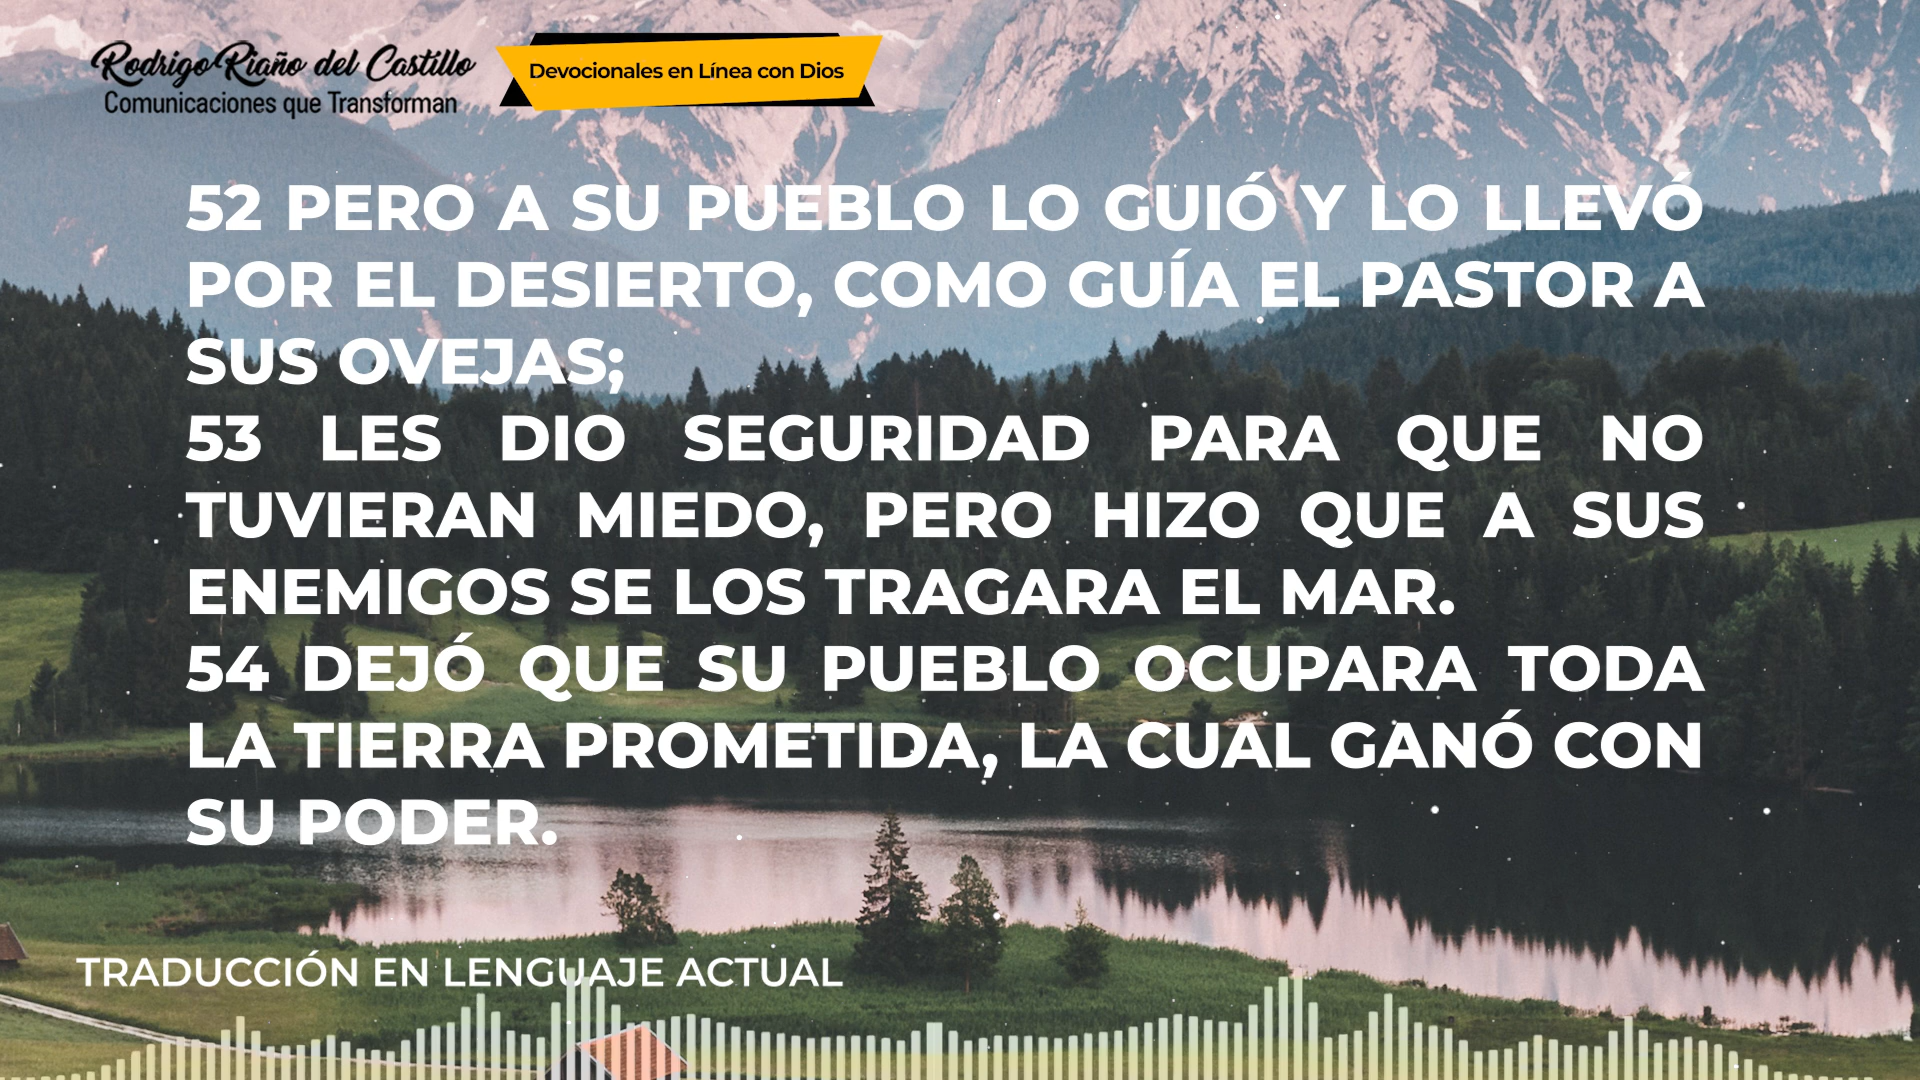 Rodrigo Riaño del Castillo
Comunicaciones que Transforman
Devocionales en Línea con Dios
52 PERO A SU PUEBLO LO GUIÓ Y LO LLEVÓ
POR EL DESIERTO, COMO GUÍA EL PASTOR A
SUS OVEJAS;
53 LES DIO SEGURIDAD PARA QUE NO
TUVIERAN MIEDO, PERO HIZO QUE A SUS
ENEMIGOS SE LOS TRAGARA EL MAR.
54 DEJÓ QUE SU PUEBLO OCUPARA TODA
LA TIERRA PROMETIDA, LA CUAL GANÓ CON
SU PODER.
TRADUCCIÓN EN LENGUAJE ACTUAL